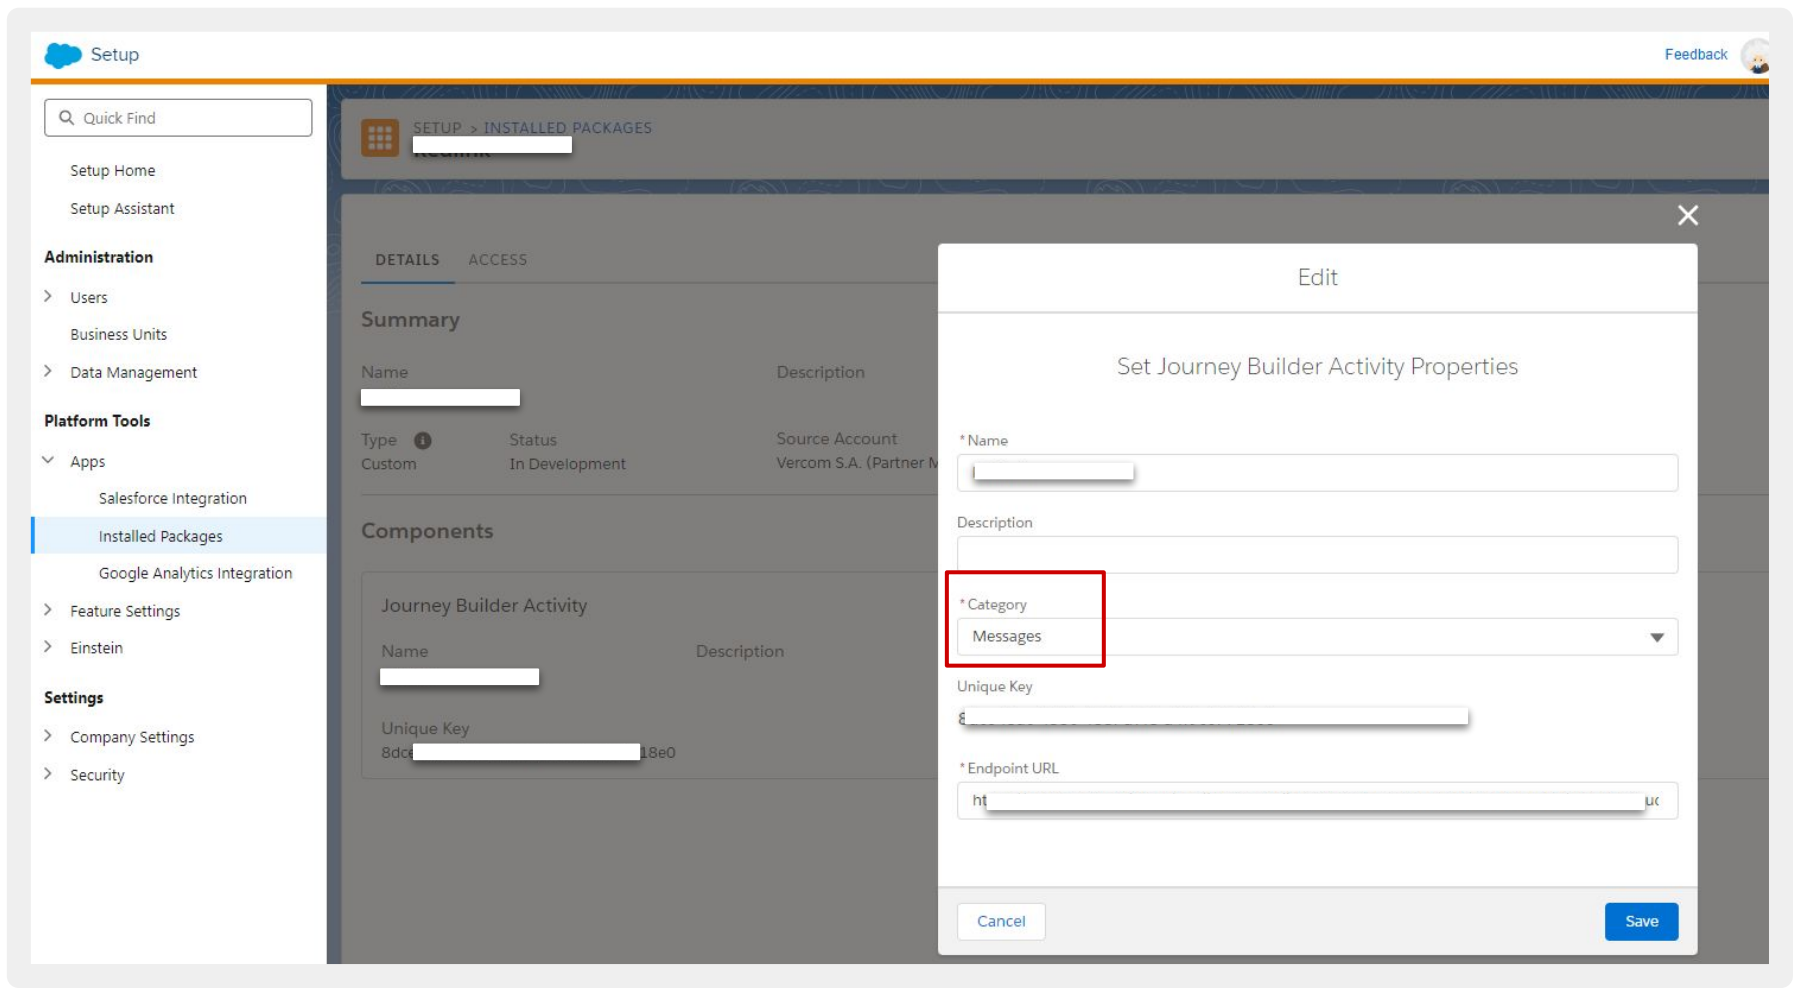 Setup
Feedback
Quick Find
Setup Home
Setup Assistant
Administration
Users
Business Units
Data Management
Platform Tools
Apps
Salesforce Integration
Installed Packages
Google Analytics Integration
Feature Settings
Einstein
Settings
Company Settings
Security
SETUP > INSTALLED PACKAGES
DETAILS ACCESS
Summary
Name Description
Type Status Source Account
Custom In Development Vercom S.A. (Partner M
Components
Journey Builder Activity
Name Description
Unique Key
8dce 18e0
Edit
Set Journey Builder Activity Properties
* Name
Description
* Category
Messages
Unique Key
* Endpoint URL
ht
Cancel Save